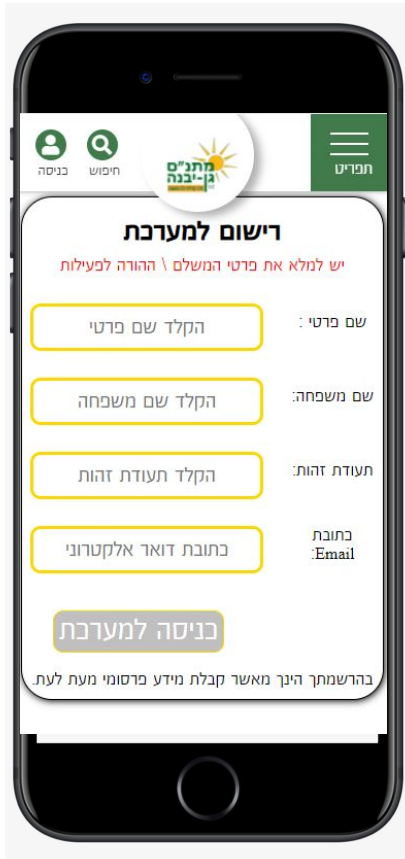 תפריט
מתנ"ס
גן-יבנה
חיפוש
כניסה
רישום למערכת
יש למלא את פרטי המשלם \ ההורה לפעילות
שם פרטי :
הקלד שם פרטי
שם משפחה:
הקלד שם משפחה
תעודת זהות:
הקלד תעודת זהות
כתובת
Email:
כתובת דואר אלקטרוני
כניסה למערכת
בהרשמתך הינך מאשר קבלת מידע פרסומי מעת לעת.